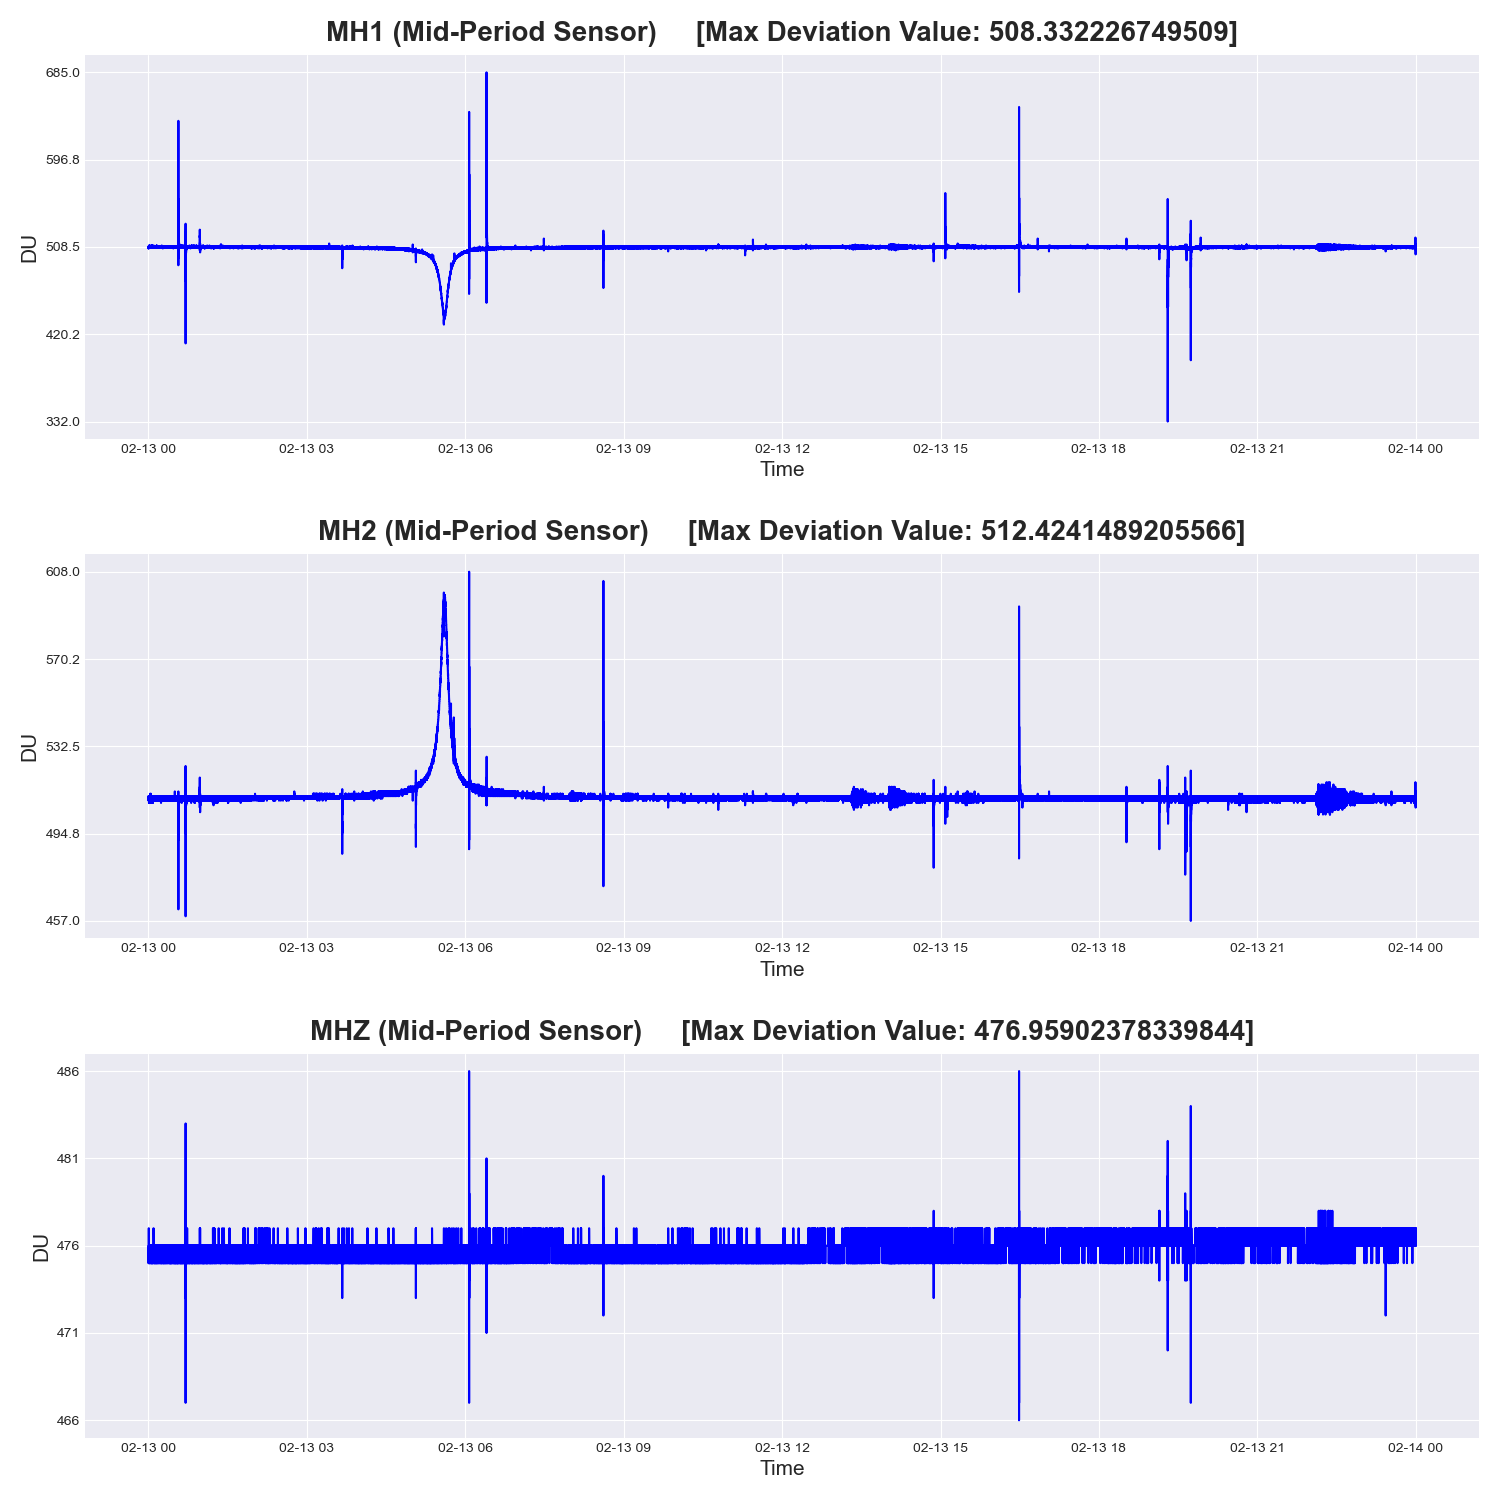 MH1 (Mid-Period Sensor) [Max Deviation Value: 508.332226749509]
685.0
596.8
508.5
420.2
332.0
DU
02-13 00 02-13 03 02-13 06 02-13 09 02-13 12 02-13 15 02-13 18 02-13 21 02-14 00
Time
MH2 (Mid-Period Sensor) [Max Deviation Value: 512.4241489205566]
608.0
570.2
532.5
494.8
457.0
DU
02-13 00 02-13 03 02-13 06 02-13 09 02-13 12 02-13 15 02-13 18 02-13 21 02-14 00
Time
MHZ (Mid-Period Sensor) [Max Deviation Value: 476.95902378339844]
486
481
476
471
466
DU
02-13 00 02-13 03 02-13 06 02-13 09 02-13 12 02-13 15 02-13 18 02-13 21 02-14 00
Time